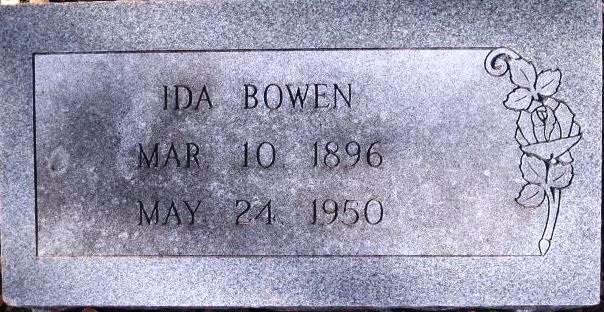 IDA BOWEN
MAR. 10. 1896
MAY 24. 1950